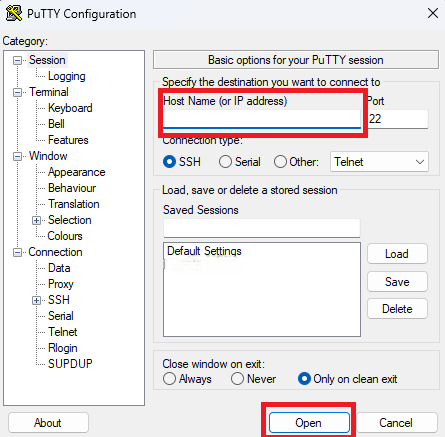 PuTTY Configuration
Category:
Session
Logging
Terminal
Keyboard
Bell
Features
Window
Appearance
Behaviour
Translation
Selection
Colours
Connection
Data
Proxy
SSH
Serial
Telnet
Rlogin
SUPDUP
Basic options for your PuTTY session
Specify the destination you want to connect to
Host Name (or IP address) Port
22
Connection type:
SSH Serial Other: Telnet
Load, save or delete a stored session
Saved Sessions
Default Settings
Load
Save
Delete
Close window on exit:
Always Never Only on clean exit
About Open Cancel